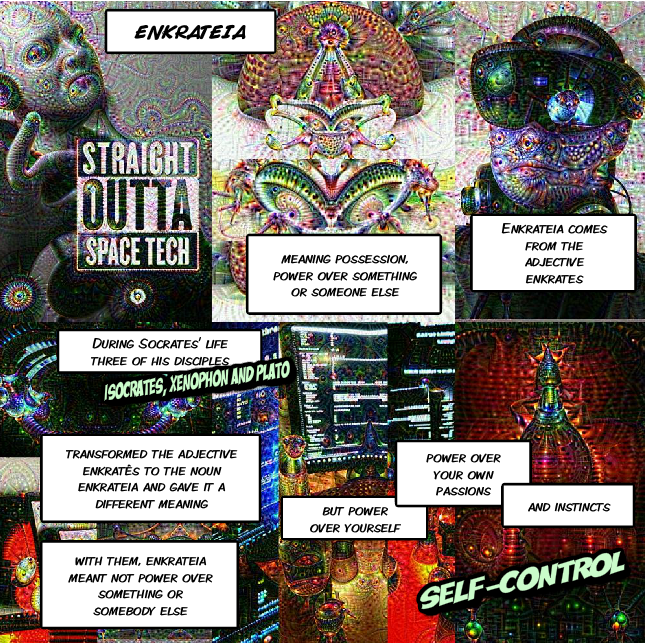 ENKRATEIA
STRAIGHT
OUTTA
SPACE TECH
MEANING POSSESSION,
POWER OVER SOMETHING
OR SOMEONE ELSE
ENKRATEIA COMES
FROM THE
ADJECTIVE
ENKRATES
DURING SOCRATES' LIFE
THREE OF HIS DISCIPLES
ISOCRATES, XENOPHON AND PLATO
TRANSFORMED THE ADJECTIVE
ENKRATÊS TO THE NOUN
ENKRATEIA AND GAVE IT A
DIFFERENT MEANING
WITH THEM, ENKRATEIA
MEANT NOT POWER OVER
SOMETHING OR
SOMEBODY ELSE
BUT POWER
OVER YOURSELF
POWER OVER
YOUR OWN
PASSIONS
AND INSTINCTS
SELF-CONTROL